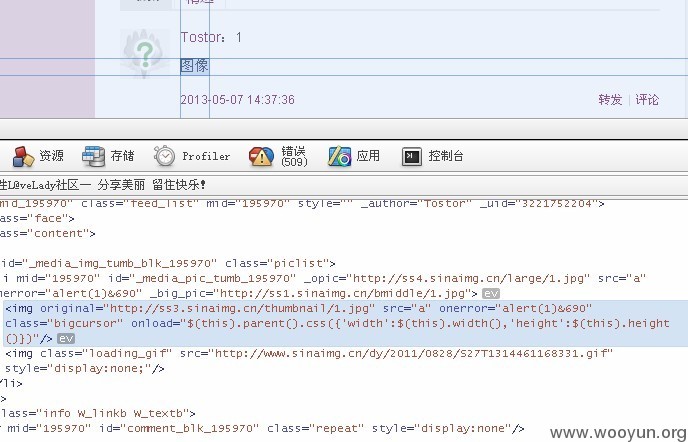 Tostor：1
图像
2013-05-07 14:37:36
转发 | 评论
资源 存储 Profiler 错误 (509) 应用 控制台
性L@veLady社区— 分享美丽 留住快乐!
mid_195970" class="feed_list" mid="195970" style="" _author="Tostor" _uid="3221752204">
ass="face">
ass="content">
id="_media_img_tumb_blk_195970" class="piclist">
i mid="195970" id="_media_pic_tumb_195970" _opic="http://ss4.sinaimg.cn/large/1.jpg" src="a"
onerror="alert(1)&690" _big_pic="http://ss1.sinaimg.cn/bmiddle/1.jpg"> ev
<img original="http://ss3.sinaimg.cn/thumbnail/1.jpg" src="a" onerror="alert(1)&690"
class="bigcursor" onload="$(this).parent().css({'width':$(this).width(),'height':$(this).height
()})"/> ev
<img class="loading_gif" src="http://www.sinaimg.cn/dy/2011/0828/S27T1314461168331.gif"
style="display:none;"/>
/li>
>
class="info W_linkb W_textb">
r mid="195970" id="comment_blk_195970" class="repeat" style="display:none"/>
www.wooyun.org